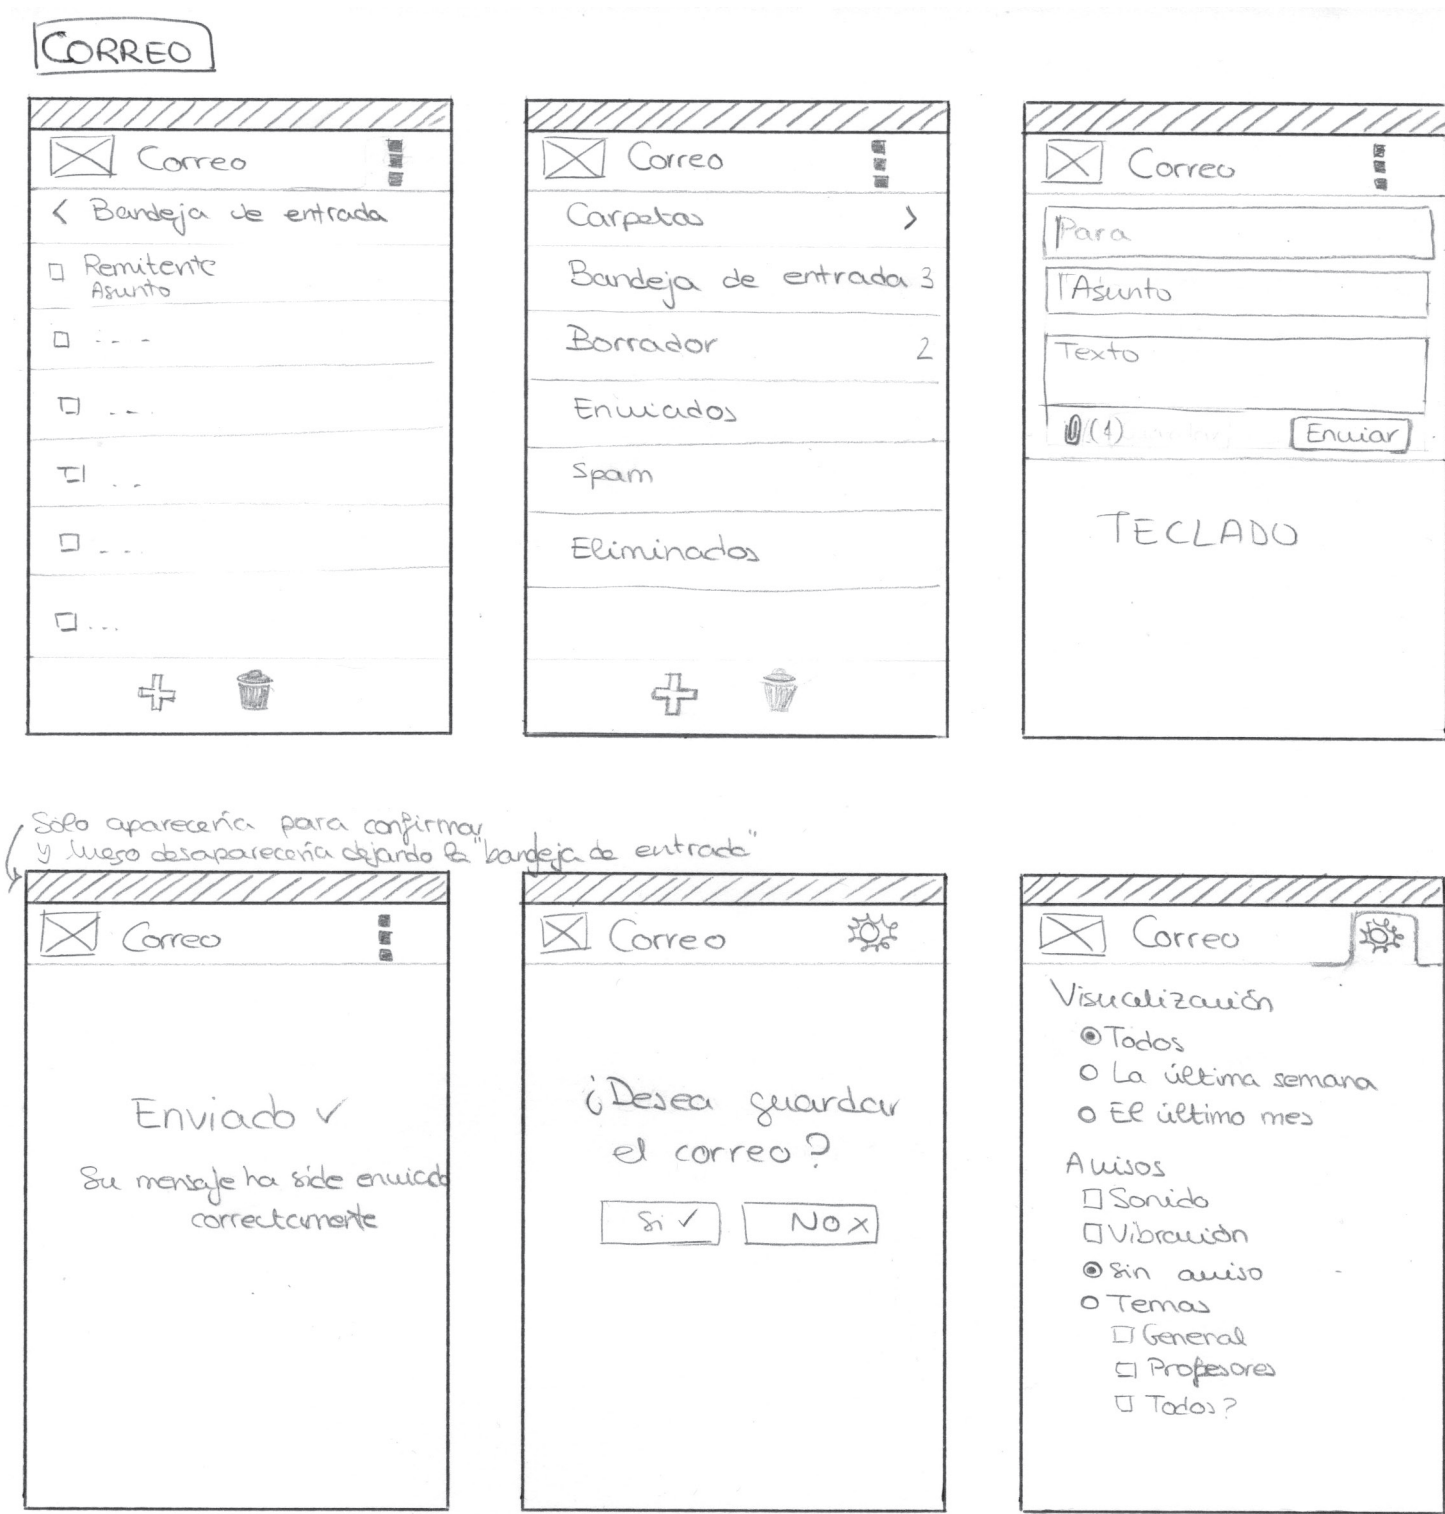 CORREO
Correo
< Bandeja de entrada
Remitente
Asunto
Correo
Carpetas >
Bandeja de entrada 3
Borrador 2
Enviados
Spam
Eliminados
Correo
Para
Asunto
Texto
(1)
Enviar
TECLADO
Sólo aparecería para confirmar
y luego desaparecería dejando la "bandeja de entrada"
Correo
Enviado ✓
Su mensaje ha sido enviado
correctamente
Correo
¿Desea guardar
el correo?
Si ✓
No x
Correo
Visualización
Todos
La última semana
El último mes
Avisos
Sonido
Vibración
Sin aviso
Temas
General
Profesores
Todos?